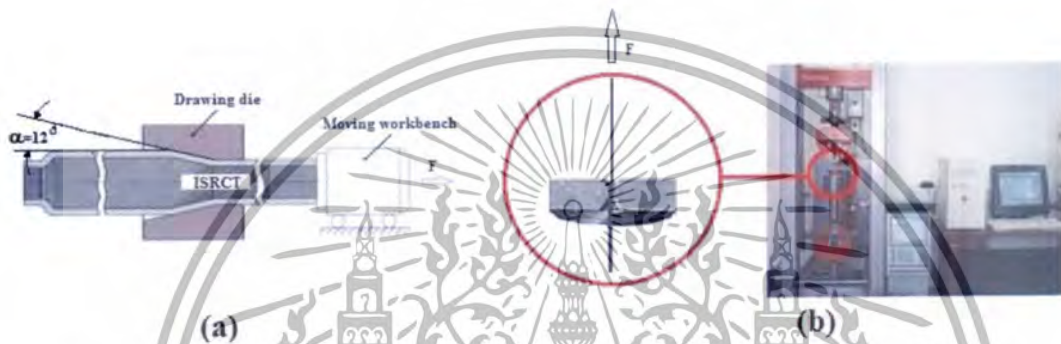 Drawing die
α=12°
ISRCT
Moving workbench
F
F
(a)
(b)